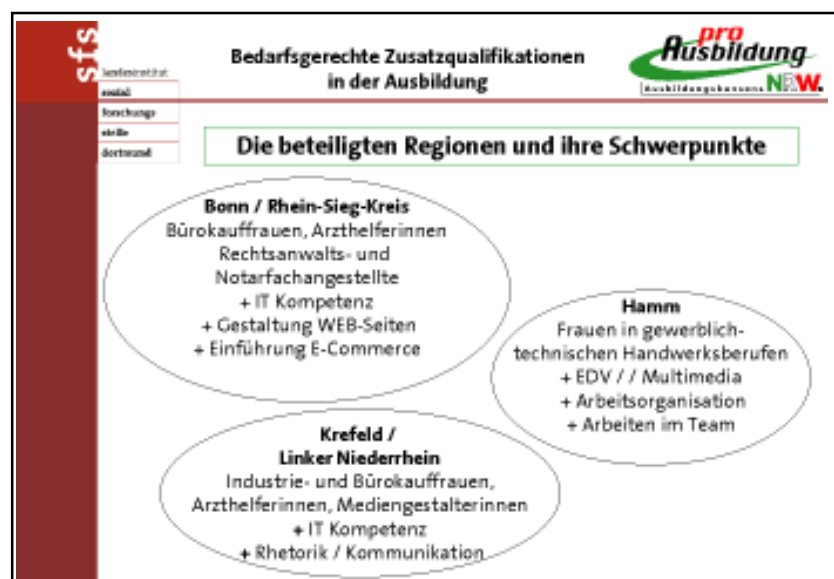 sfs
landesinstitut
sozial
forschungs
stelle
dortmund
Bedarfsgerechte Zusatzqualifikationen
in der Ausbildung
pro
Ausbildung
Ausbildungskonsens NRW.
Die beteiligten Regionen und ihre Schwerpunkte
Bonn / Rhein-Sieg-Kreis
Bürokauffrauen, Arzthelferinnen
Rechtsanwalts- und
Notarfachangestellte
+ IT Kompetenz
+ Gestaltung WEB-Seiten
+ Einführung E-Commerce
Hamm
Frauen in gewerblich-
technischen Handwerksberufen
+ EDV / / Multimedia
+ Arbeitsorganisation
+ Arbeiten im Team
Krefeld /
Linker Niederrhein
Industrie- und Bürokauffrauen,
Arzthelferinnen, Mediengestalterinnen
+ IT Kompetenz
+ Rhetorik / Kommunikation